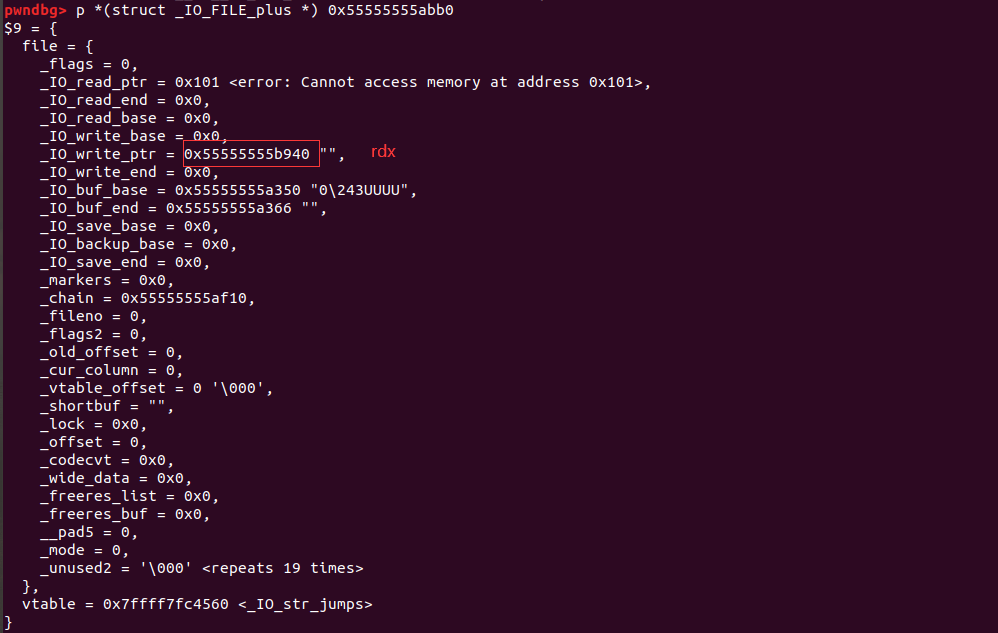 pwndbg> p *(struct _IO_FILE_plus *) 0x55555555abb0
$9 = {
  file = {
    _flags = 0,
    _IO_read_ptr = 0x101 <error: Cannot access memory at address 0x101>,
    _IO_read_end = 0x0,
    _IO_read_base = 0x0,
    _IO_write_base = 0x0,
    _IO_write_ptr = 0x55555555b940 "", rdx
    _IO_write_end = 0x0,
    _IO_buf_base = 0x55555555a350 "0\243UUUU",
    _IO_buf_end = 0x55555555a366 "",
    _IO_save_base = 0x0,
    _IO_backup_base = 0x0,
    _IO_save_end = 0x0,
    _markers = 0x0,
    _chain = 0x55555555af10,
    _fileno = 0,
    _flags2 = 0,
    _old_offset = 0,
    _cur_column = 0,
    _vtable_offset = 0 '\000',
    _shortbuf = "",
    _lock = 0x0,
    _offset = 0,
    _codecvt = 0x0,
    _wide_data = 0x0,
    _freeres_list = 0x0,
    _freeres_buf = 0x0,
    __pad5 = 0,
    _mode = 0,
    _unused2 = '\000' <repeats 19 times>
  },
  vtable = 0x7ffff7fc4560 <_IO_str_jumps>
}